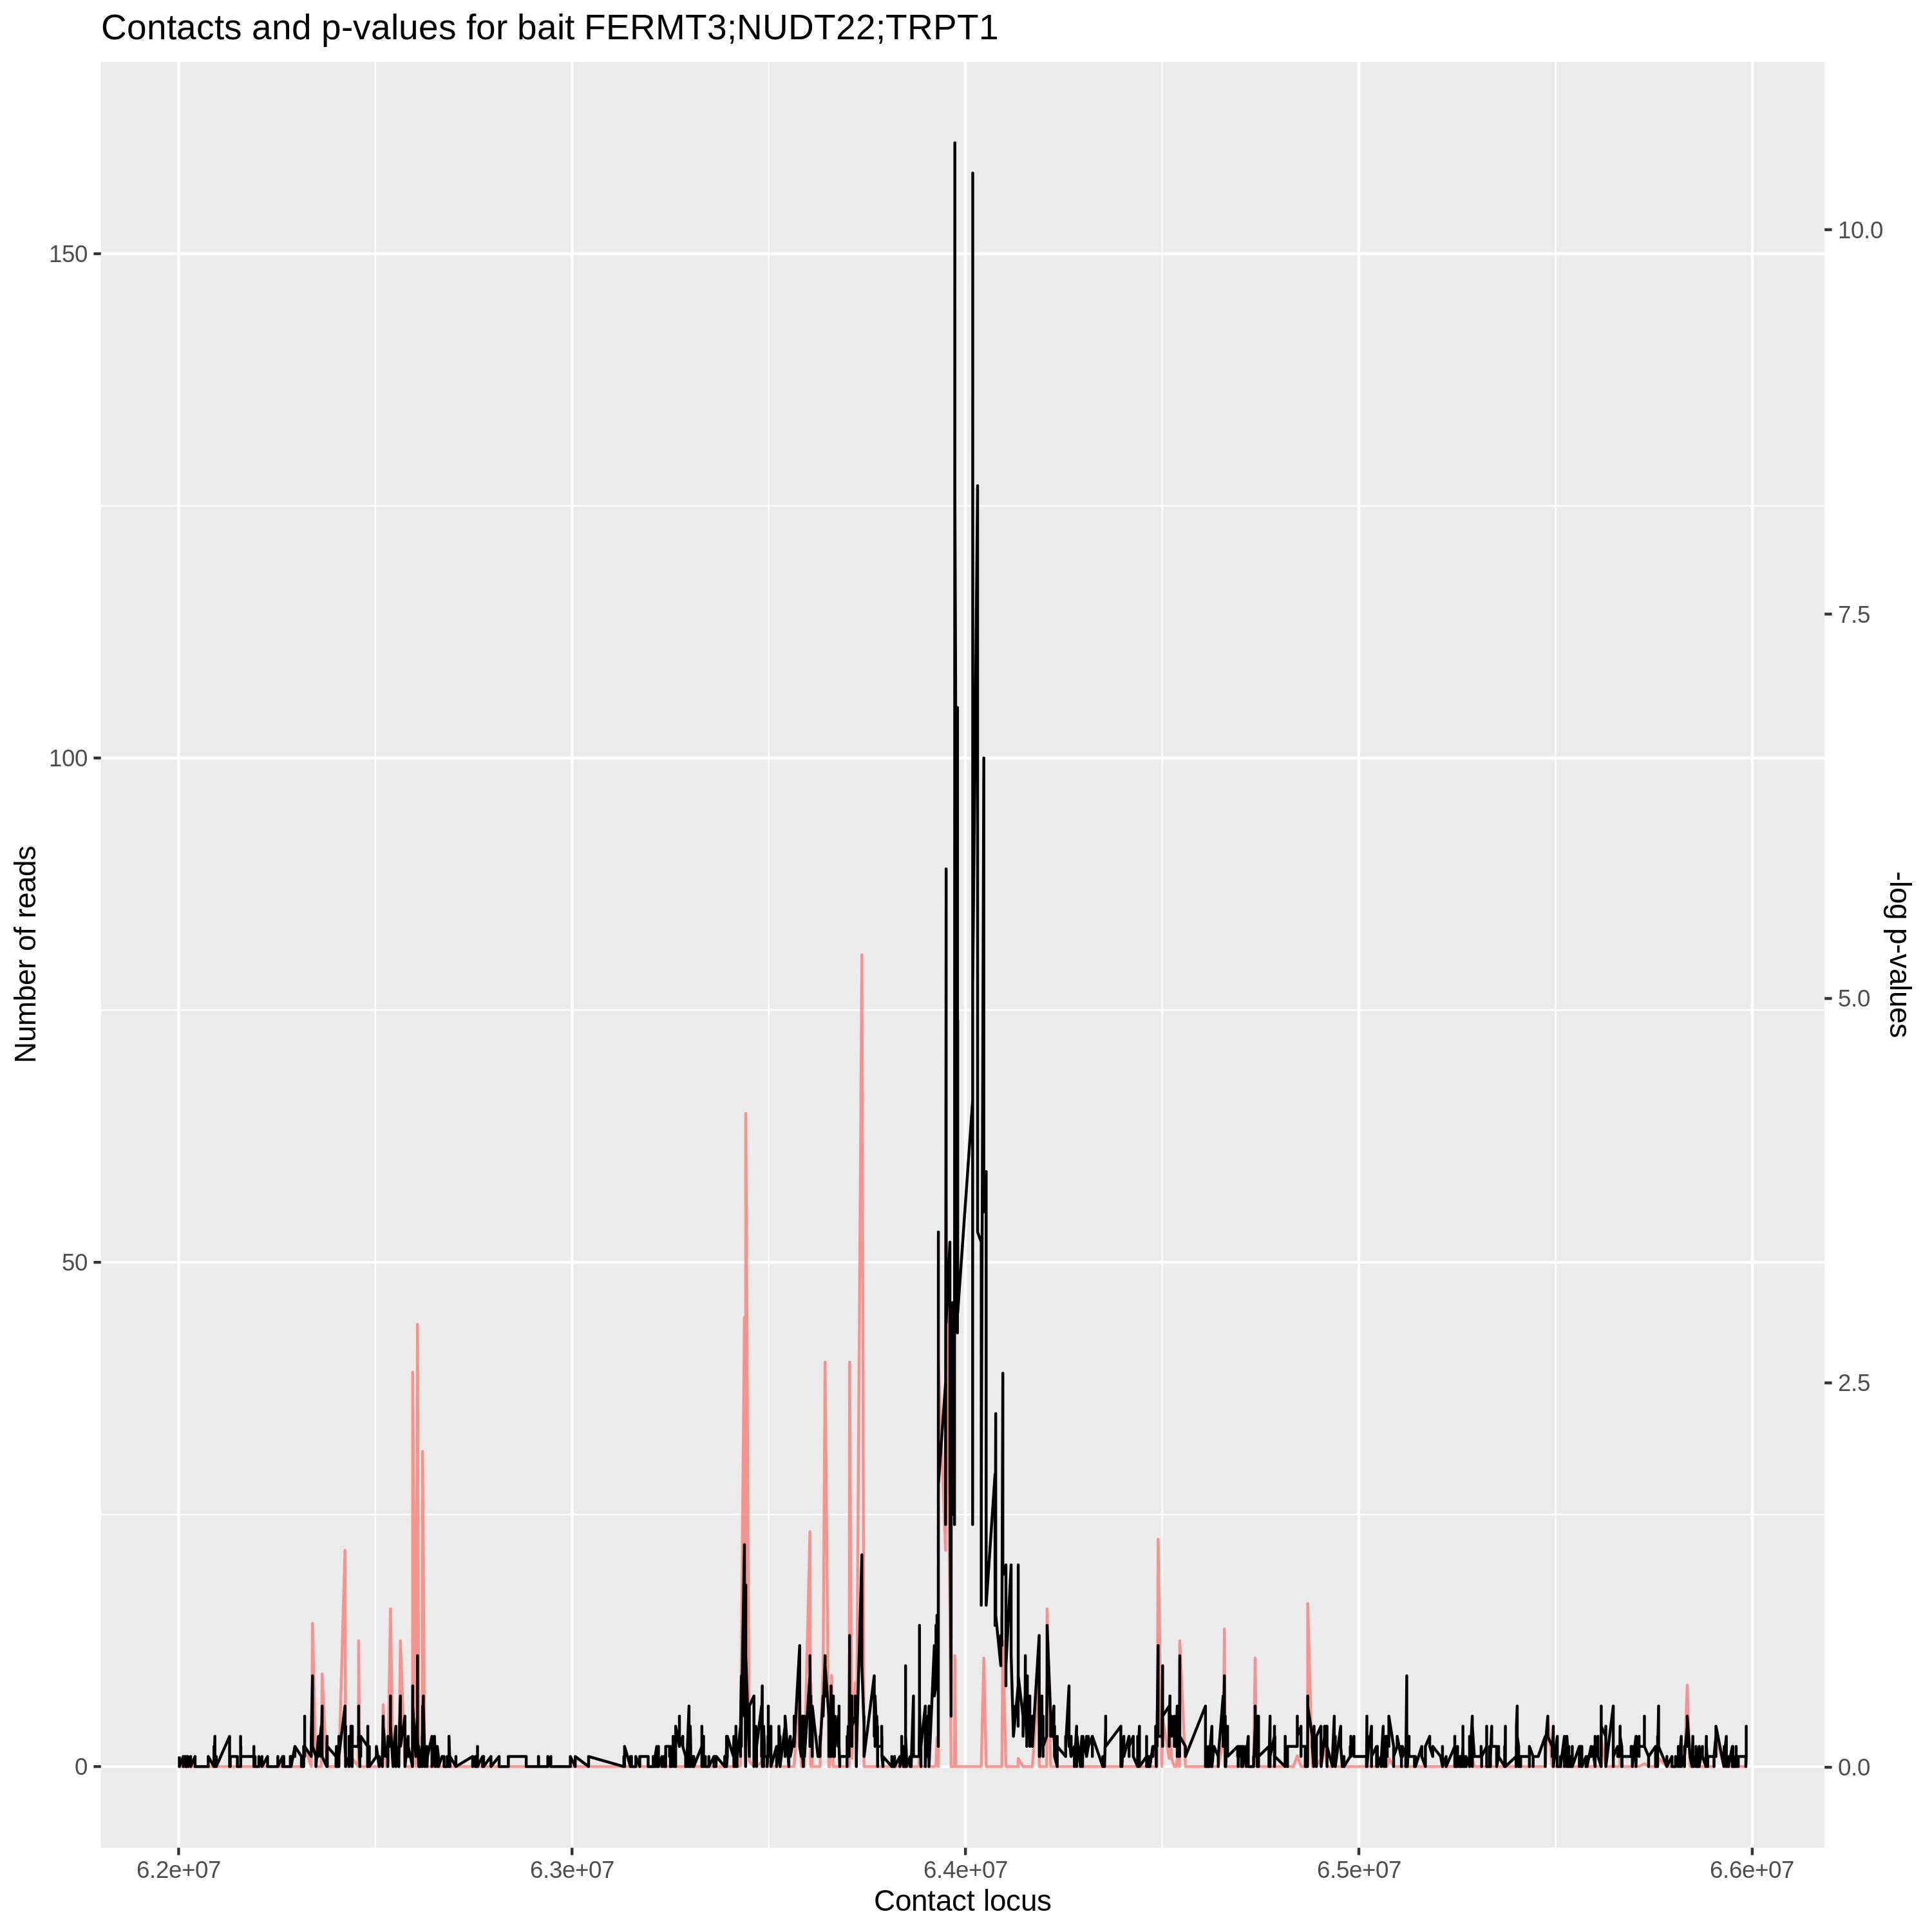 Contacts and p-values for bait FERMT3;NUDT22;TRPT1
Number of reads
150
100
50
0
10.0
7.5
5.0
2.5
0.0
-log p-values
6.2e+07
6.3e+07
6.4e+07
6.5e+07
6.6e+07
Contact locus